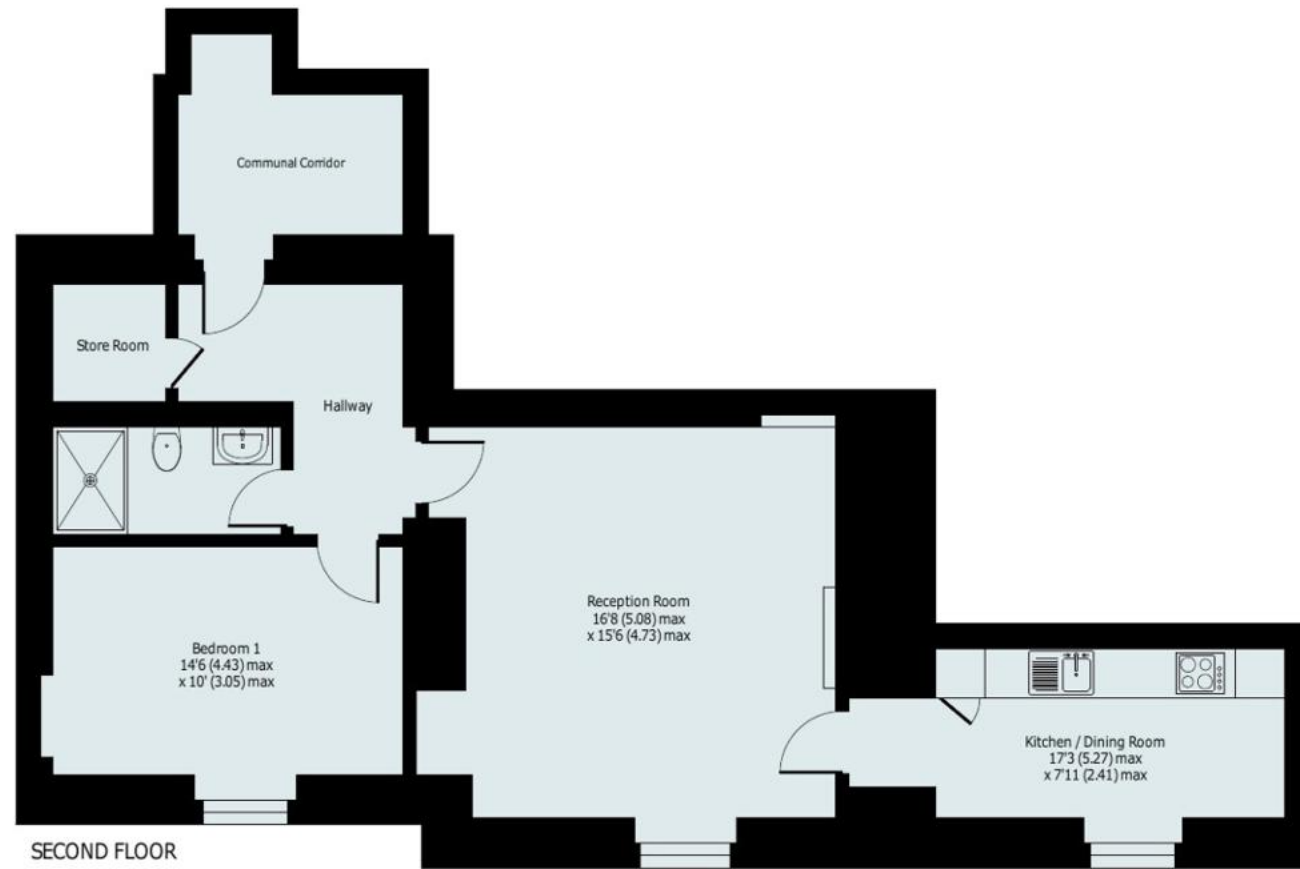 Communal Corridor
Store Room
Hallway
Reception Room
16'8 (5.08) max
x 15'6 (4.73) max
Bedroom 1
14'6 (4.43) max
x 10' (3.05) max
Kitchen / Dining Room
17'3 (5.27) max
x 7'11 (2.41) max
SECOND FLOOR